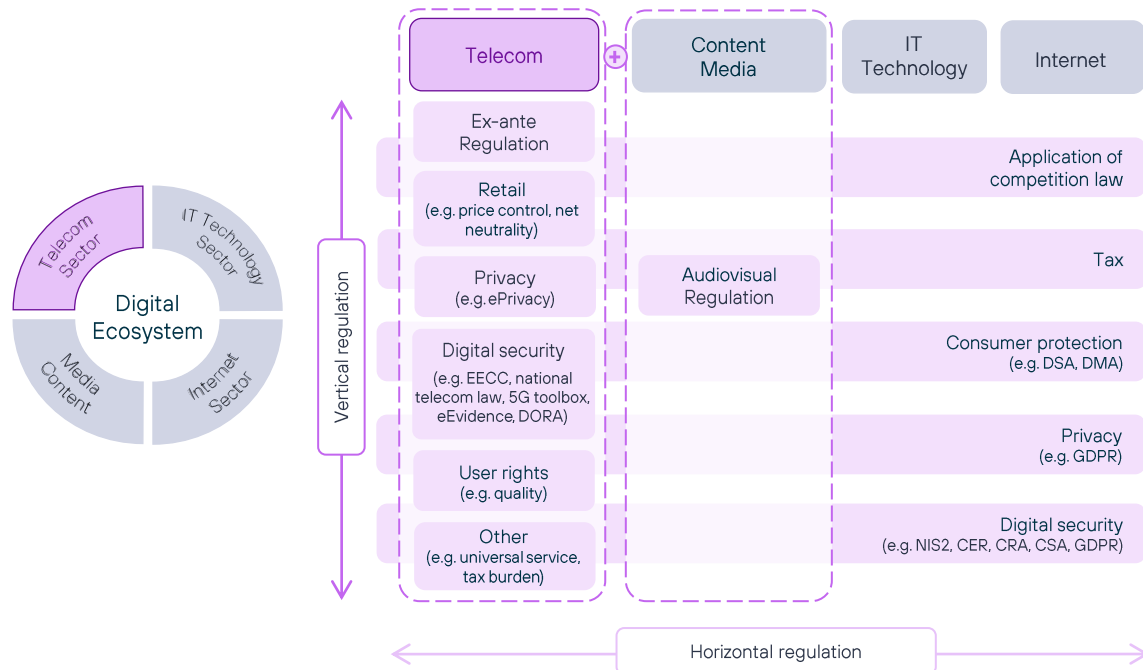 Telecom
Content
Media
IT
Technology
Internet
Ex-ante
Regulation
Retail
(e.g. price control, net
neutrality)
Privacy
(e.g. ePrivacy)
Digital security
(e.g. EECC, national
telecom law, 5G toolbox,
eEvidence, DORA)
User rights
(e.g. quality)
Other
(e.g. universal service,
tax burden)
Audiovisual
Regulation
Application of
competition law
Tax
Consumer protection
(e.g. DSA, DMA)
Privacy
(e.g. GDPR)
Digital security
(e.g. NIS2, CER, CRA, CSA, GDPR)
Vertical regulation
Horizontal regulation
Telecom
Sector
IT Technology
Sector
Digital
Ecosystem
Media
Content
Internet
Sector